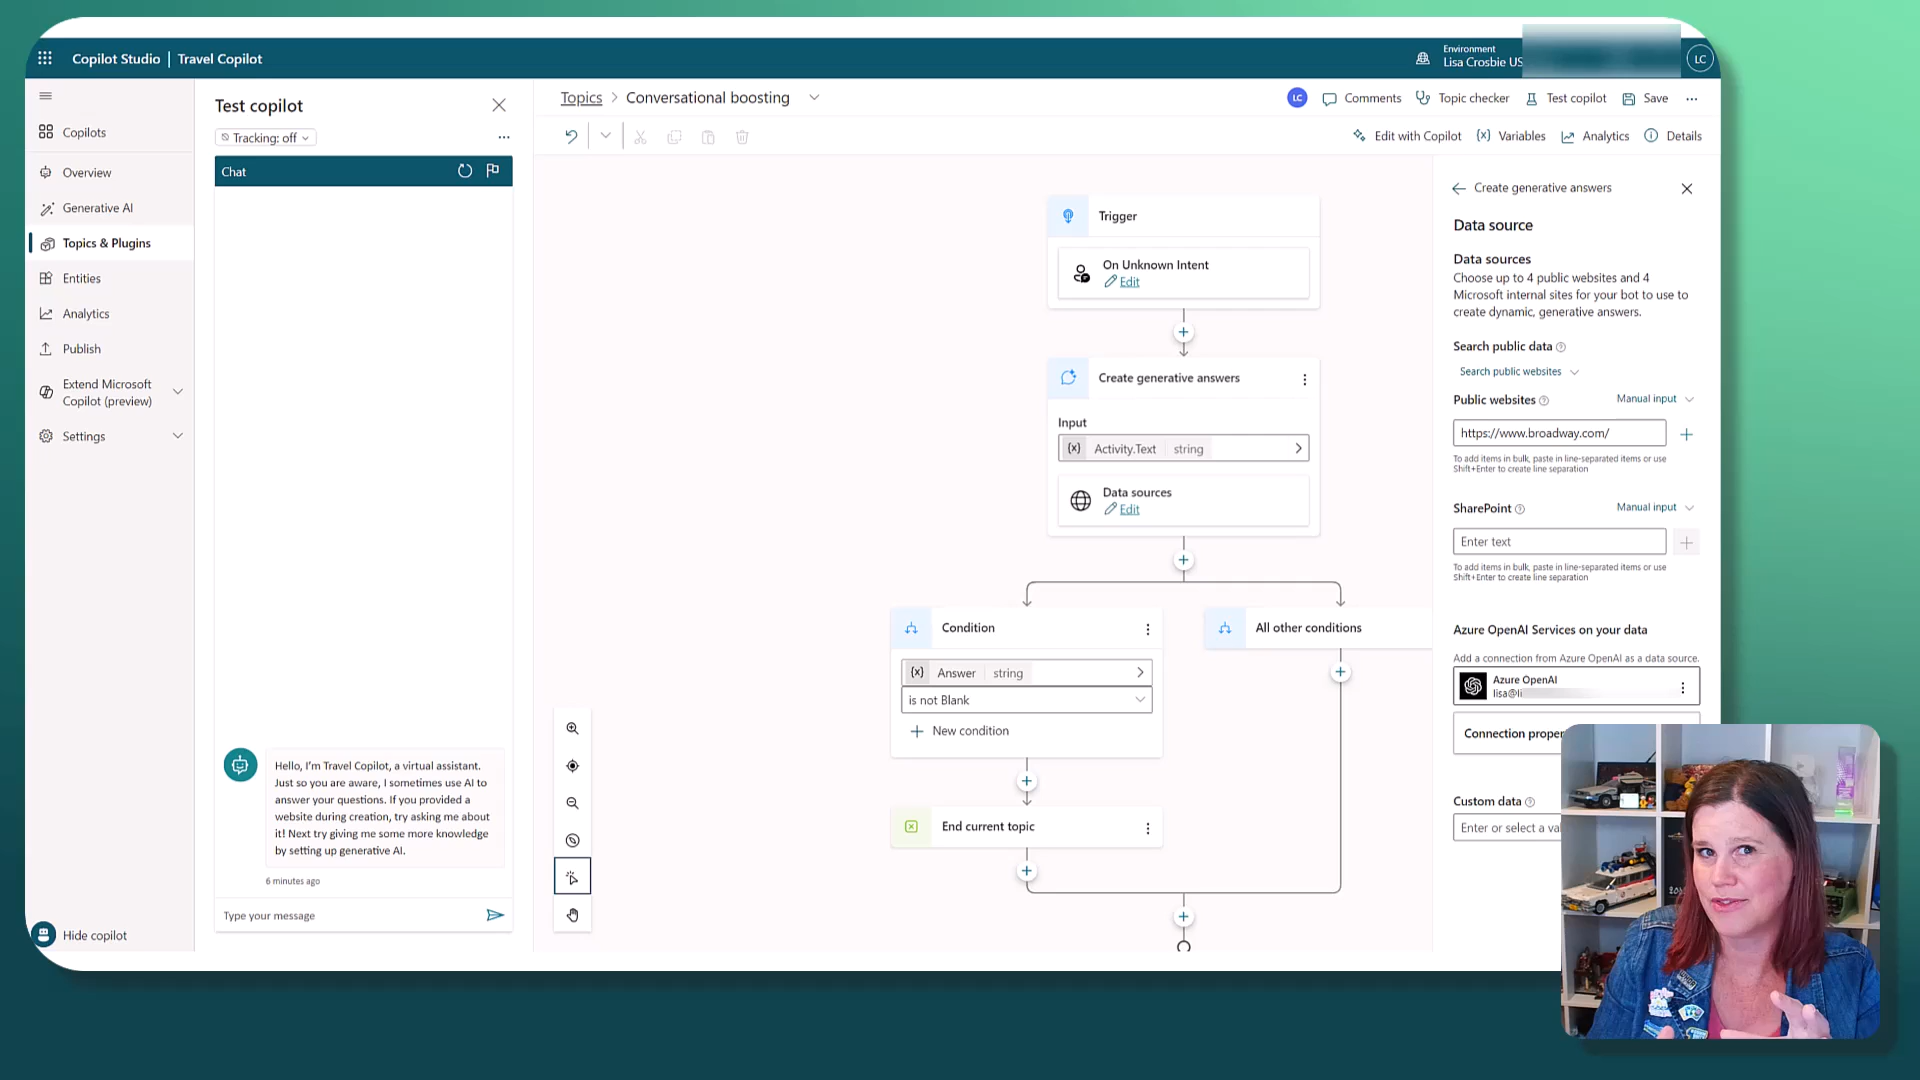 Copilot Studio | Travel Copilot
Environment
Lisa Crosbie US
LC
Copilots
Overview
Generative AI
Topics & Plugins
Entities
Analytics
Publish
Extend Microsoft
Copilot (preview)
Settings
Hide copilot
Test copilot
Tracking: off
Chat
Hello, I'm Travel Copilot, a virtual assistant.
Just so you are aware, I sometimes use AI to
answer your questions. If you provided a
website during creation, try asking me about
it! Next try giving me some more knowledge
by setting up generative AI.
6 minutes ago
Type your message
Topics > Conversational boosting
LC
Comments
Topic checker
Test copilot
Save
Edit with Copilot
{x} Variables
Analytics
Details
Trigger
On Unknown Intent
Edit
Create generative answers
Input
{x} Activity.Text string
Data sources
Edit
Condition
{x} Answer string
is not Blank
New condition
All other conditions
End current topic
Create generative answers
Data source
Data sources
Choose up to 4 public websites and 4
Microsoft internal sites for your bot to use to
create dynamic, generative answers.
Search public data
Search public websites
Public websites
Manual input
https://www.broadway.com/
To add items in bulk, paste in line-separated items or use
Shift+Enter to create line separation
SharePoint
Manual input
Enter text
To add items in bulk, paste in line-separated items or use
Shift+Enter to create line separation
Azure OpenAI Services on your data
Add a connection from Azure OpenAI as a data source.
Azure OpenAI
lisa@li
Connection proper
Custom data
Enter or select a va